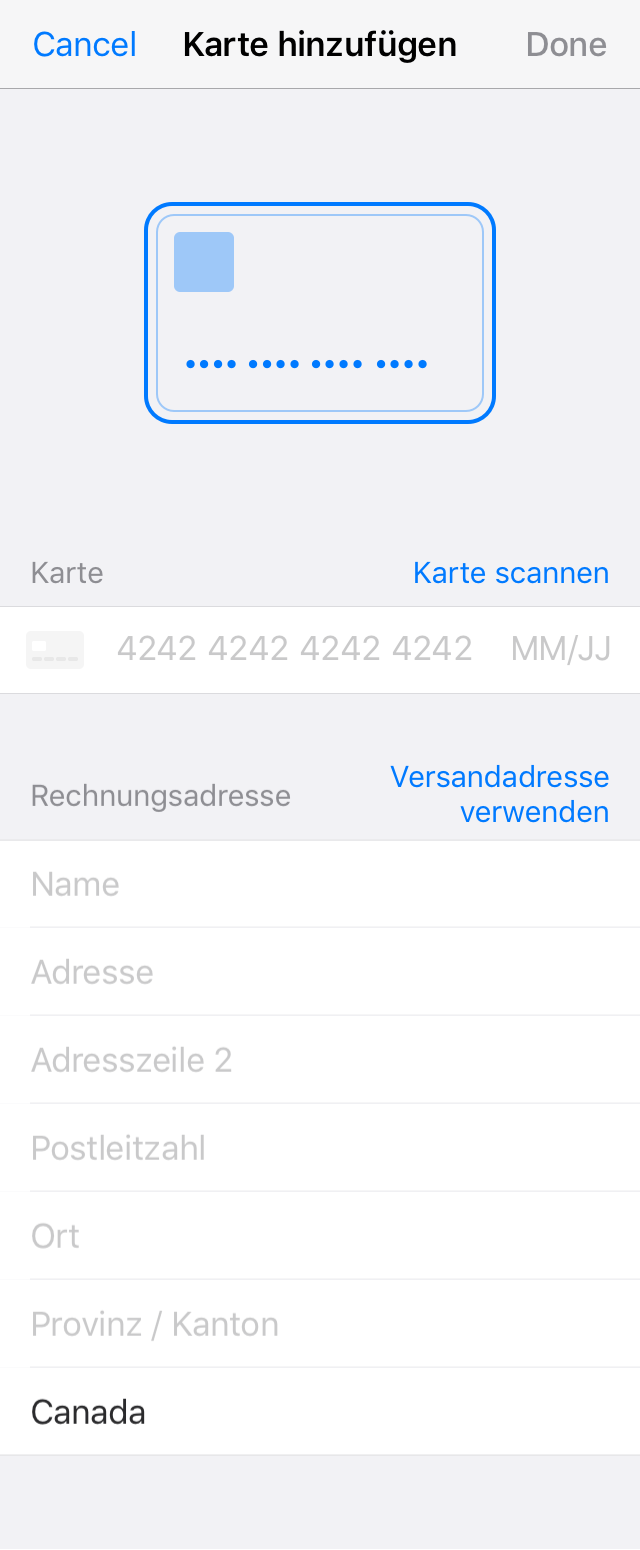 Cancel Karte hinzufügen Done
•••• •••• •••• ••••
Karte Karte scannen
4242 4242 4242 4242 MM/JJ
Rechnungsadresse Versandadresse
verwenden
Name
Adresse
Adresszeile 2
Postleitzahl
Ort
Provinz / Kanton
Canada